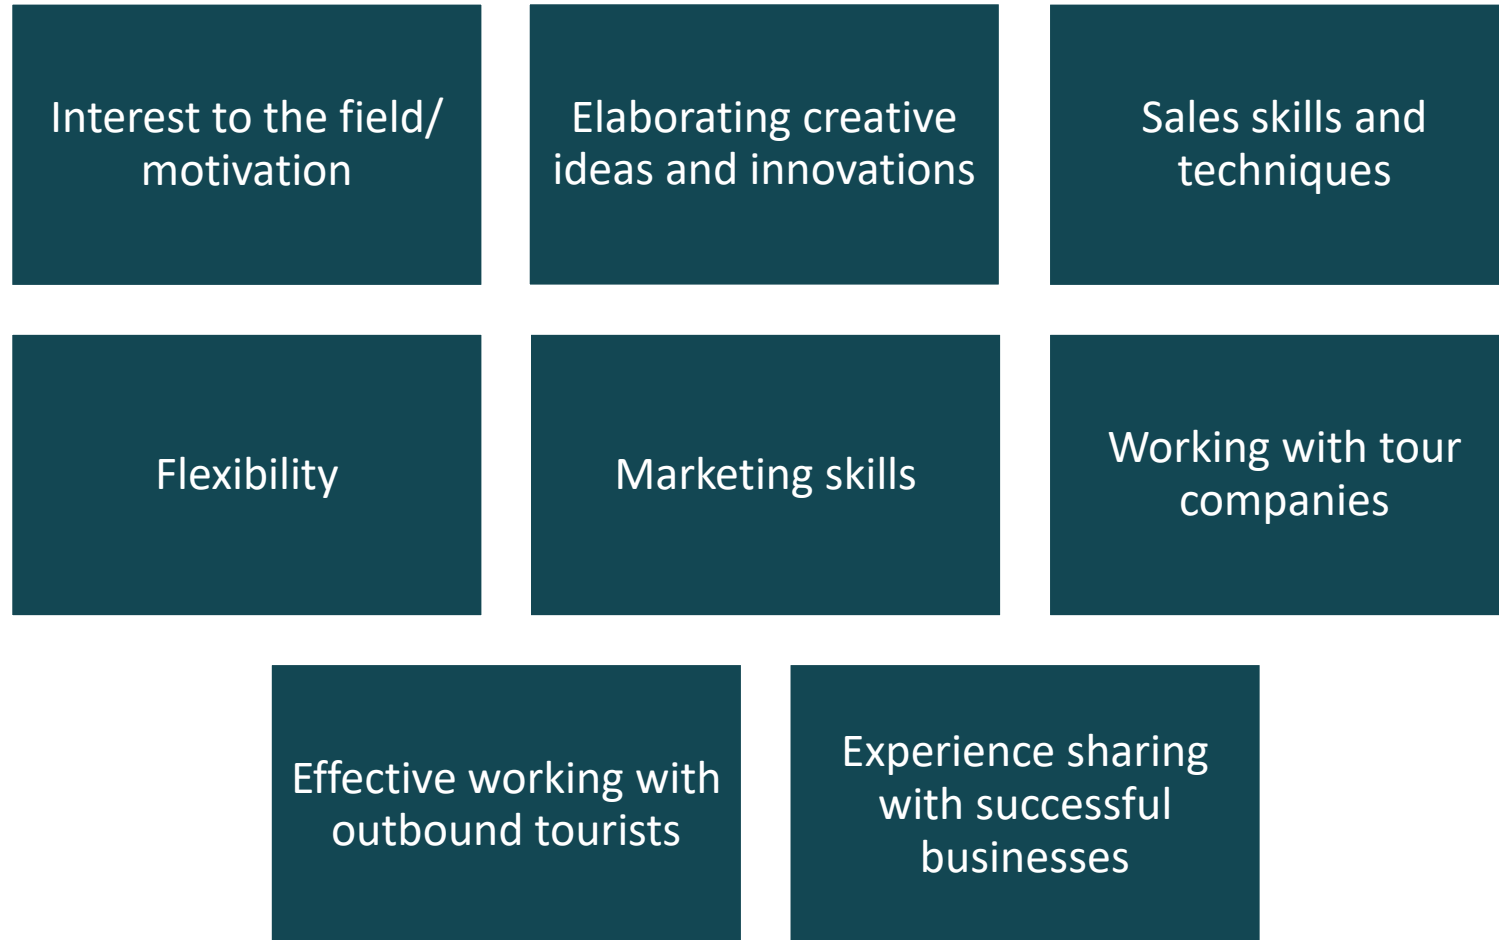 Interest to the field/
motivation
Elaborating creative
ideas and innovations
Sales skills and
techniques
Flexibility
Marketing skills
Working with tour
companies
Effective working with
outbound tourists
Experience sharing
with successful
businesses